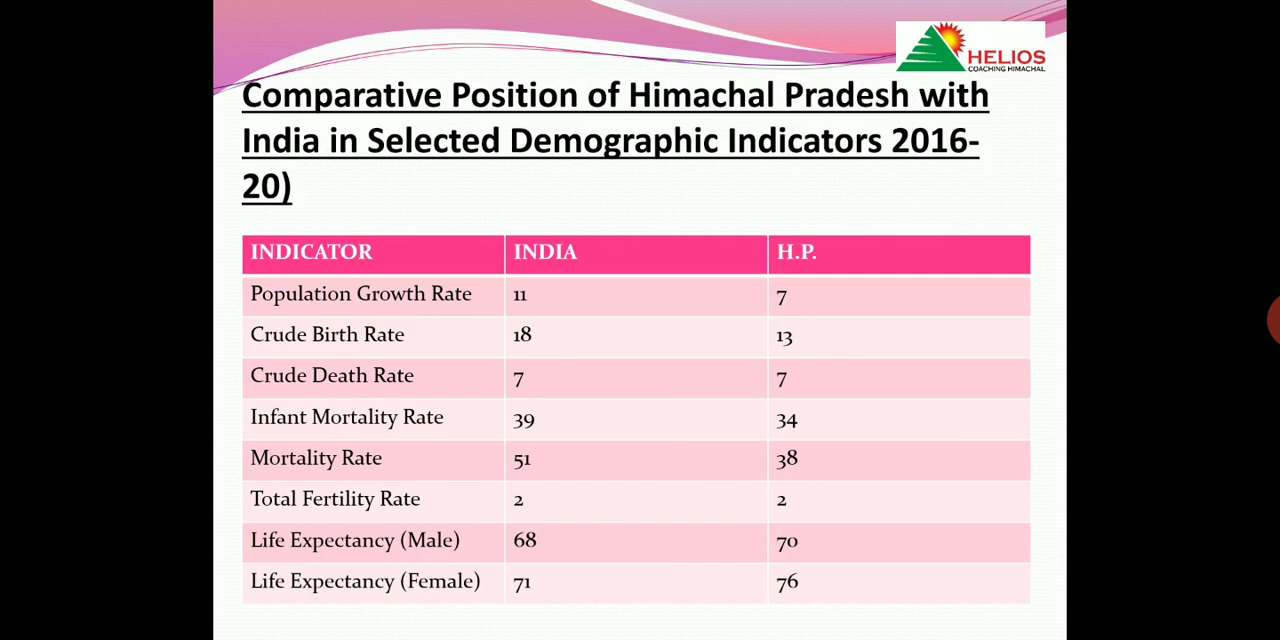 HELIOS
COACHING HIMACHAL
Comparative Position of Himachal Pradesh with
India in Selected Demographic Indicators 2016-
20)
INDICATOR INDIA H.P.
Population Growth Rate 11 7
Crude Birth Rate 18 13
Crude Death Rate 7 7
Infant Mortality Rate 39 34
Mortality Rate 51 38
Total Fertility Rate 2 2
Life Expectancy (Male) 68 70
Life Expectancy (Female) 71 76